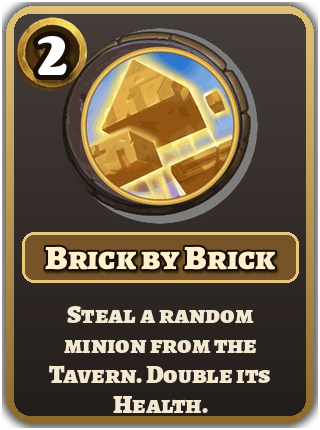 2
Brick by Brick
Steal a random
minion from the
Tavern. Double its
Health.